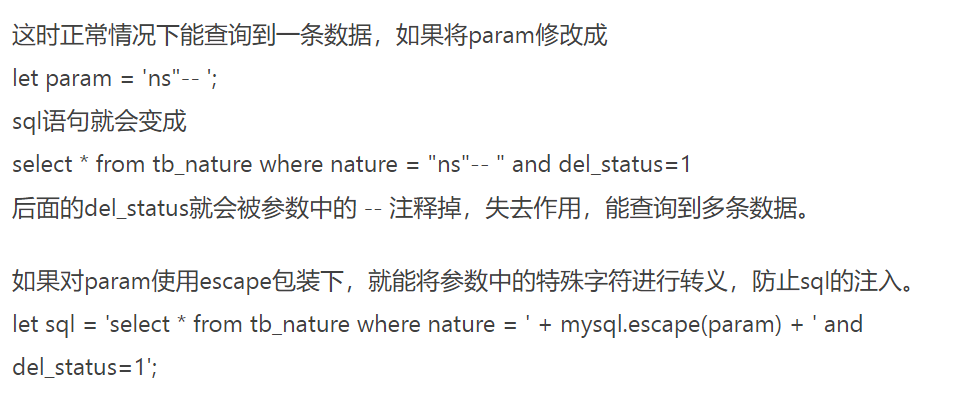 这时正常情况下能查询到一条数据，如果将param修改成
let param = 'ns"-- ';
sql语句就会变成
select * from tb_nature where nature = "ns"-- " and del_status=1
后面的del_status就会被参数中的 -- 注释掉，失去作用，能查询到多条数据。
如果对param使用escape包装下，就能将参数中的特殊字符进行转义，防止sql的注入。
let sql = 'select * from tb_nature where nature = ' + mysql.escape(param) + ' and
del_status=1';